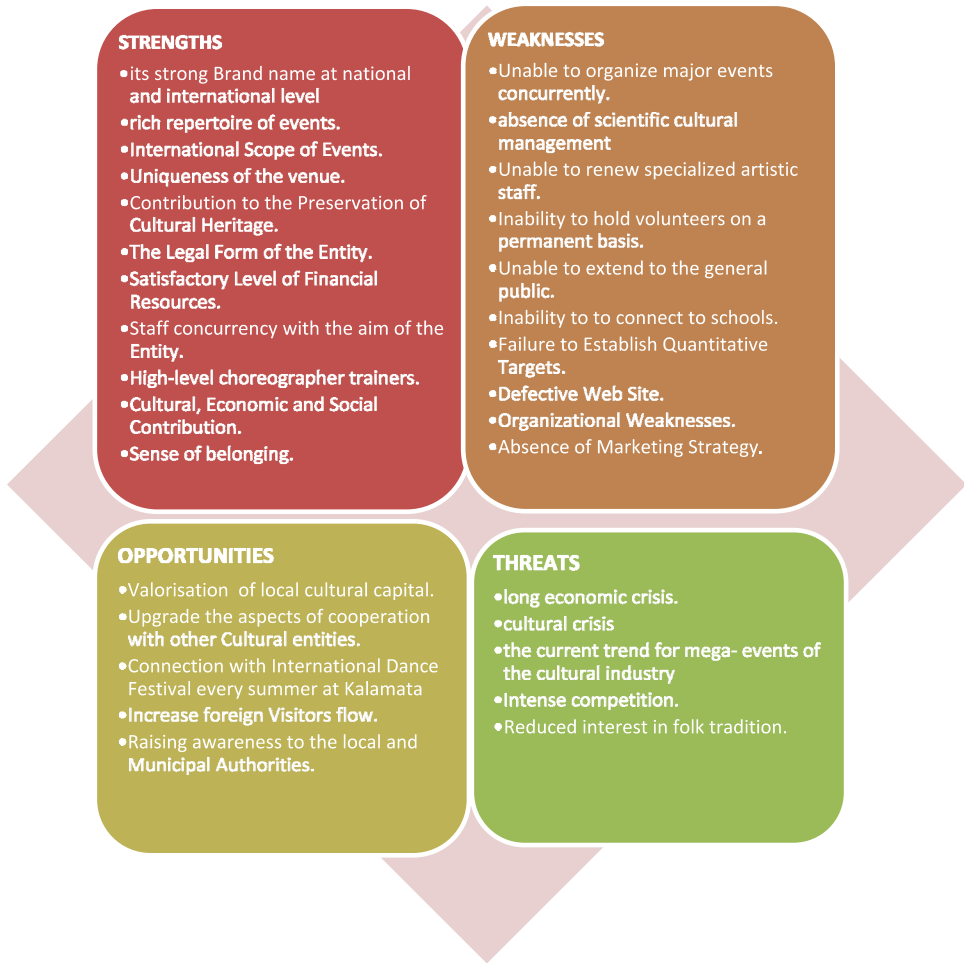 STRENGTHS
•its strong Brand name at national
and international level
•rich repertoire of events.
•International Scope of Events.
•Uniqueness of the venue.
•Contribution to the Preservation of
Cultural Heritage.
•The Legal Form of the Entity.
•Satisfactory Level of Financial
Resources.
•Staff concurrency with the aim of the
Entity.
•High-level choreographer trainers.
•Cultural, Economic and Social
Contribution.
•Sense of belonging.
WEAKNESSES
•Unable to organize major events
concurrently.
•absence of scientific cultural
management
•Unable to renew specialized artistic
staff.
•Inability to hold volunteers on a
permanent basis.
•Unable to extend to the general
public.
•Inability to to connect to schools.
•Failure to Establish Quantitative
Targets.
•Defective Web Site.
•Organizational Weaknesses.
•Absence of Marketing Strategy.
OPPORTUNITIES
•Valorisation of local cultural capital.
•Upgrade the aspects of cooperation
with other Cultural entities.
•Connection with International Dance
Festival every summer at Kalamata
•Increase foreign Visitors flow.
•Raising awareness to the local and
Municipal Authorities.
THREATS
•long economic crisis.
•cultural crisis
•the current trend for mega- events of
the cultural industry
•Intense competition.
•Reduced interest in folk tradition.